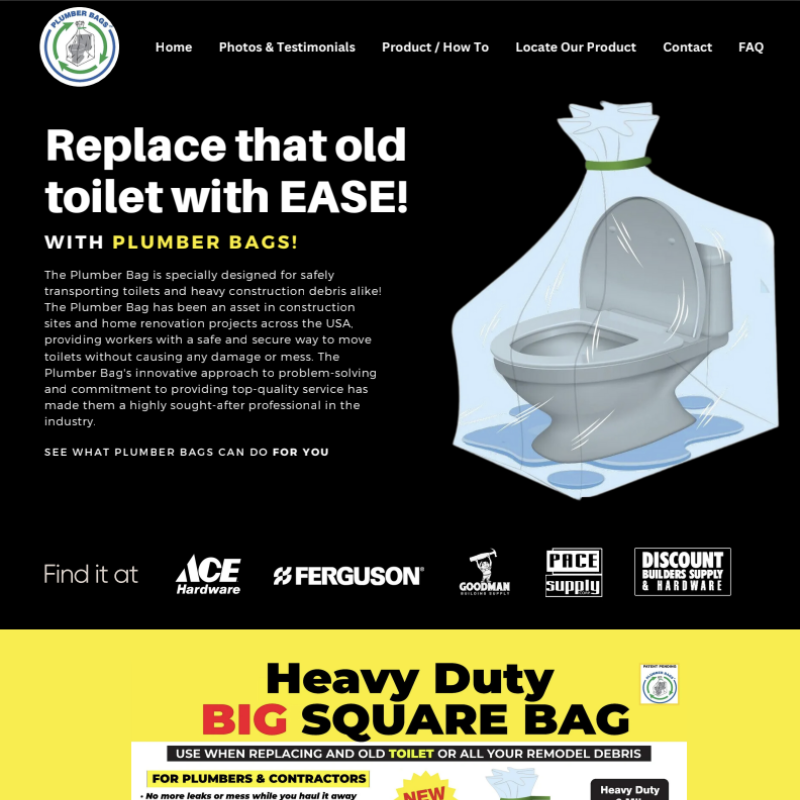 PLUMBER BAGS
Home Photos & Testimonials Product / How To Locate Our Product Contact FAQ
Replace that old
toilet with EASE!
WITH PLUMBER BAGS!
The Plumber Bag is specially designed for safely
transporting toilets and heavy construction debris alike!
The Plumber Bag has been an asset in construction
sites and home renovation projects across the USA,
providing workers with a safe and secure way to move
toilets without causing any damage or mess. The
Plumber Bag's innovative approach to problem-solving
and commitment to providing top-quality service has
made them a highly sought-after professional in the
industry.
SEE WHAT PLUMBER BAGS CAN DO FOR YOU
Find it at
ACE
Hardware
FERGUSON
GOODMAN
BUILDING SUPPLY
PACE
supply
DISCOUNT
BUILDERS SUPPLY
& HARDWARE
Heavy Duty
BIG SQUARE BAG
PATENT PENDING
PLUMBER BAGS
USE WHEN REPLACING AND OLD TOILET OR ALL YOUR REMODEL DEBRIS
FOR PLUMBERS & CONTRACTORS
- No more leaks or mess while you haul it away
NEW
Heavy Duty